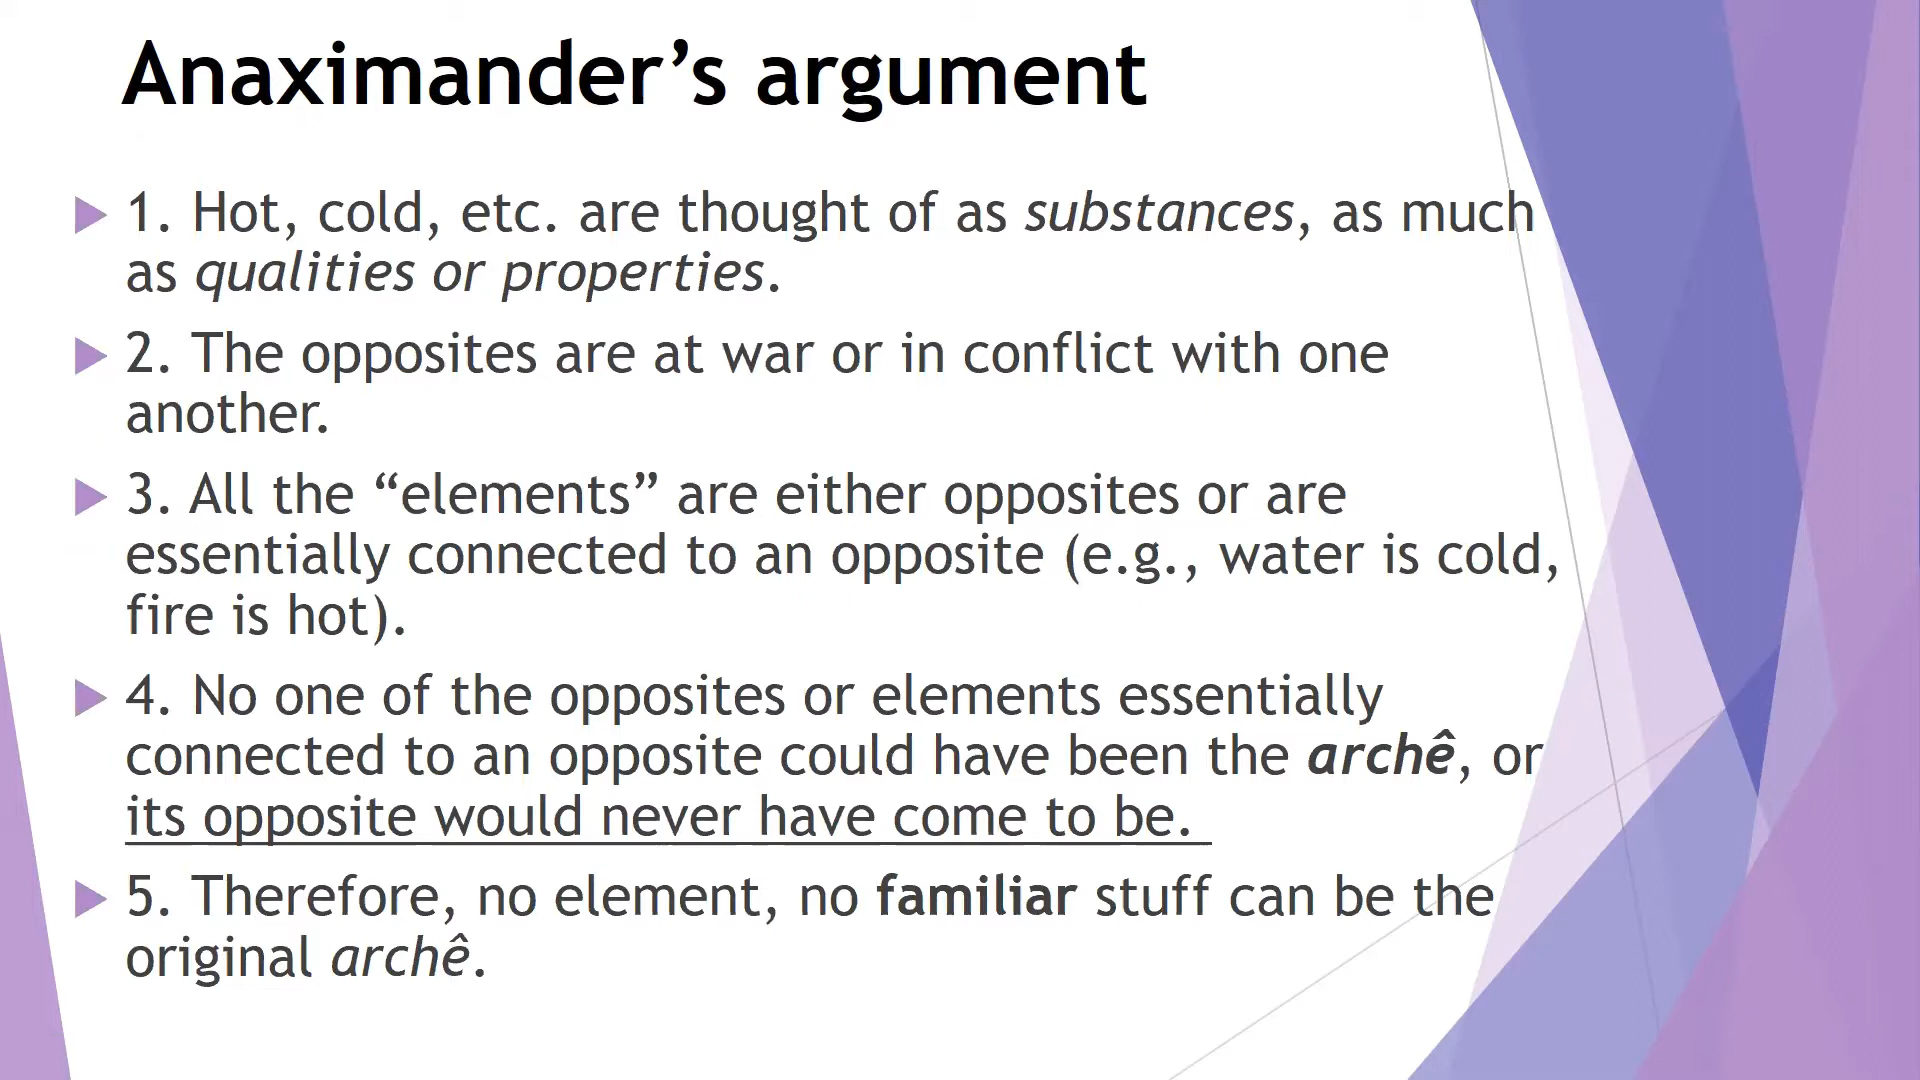 Anaximander’s argument
1. Hot, cold, etc. are thought of as substances, as much
as qualities or properties.
2. The opposites are at war or in conflict with one
another.
3. All the “elements” are either opposites or are
essentially connected to an opposite (e.g., water is cold,
fire is hot).
4. No one of the opposites or elements essentially
connected to an opposite could have been the archê, or
its opposite would never have come to be.
5. Therefore, no element, no familiar stuff can be the
original archê.